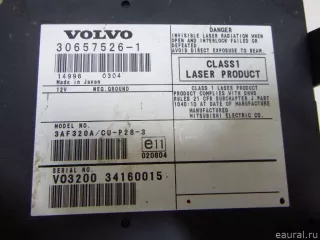 VOLVO
30657526-1
14996 0304
Made in Japan
12V NEG.GROUND
MODEL NO.
3AF320A/CU-P28-3
e11
020804
SERIAL NO.
VO3200 34160015
DANGER
INVISIBLE LASER RADIATION WHEN
OPEN AND INTERLOCK FAILED OR
DEFEATED.
AVOID DIRECT EXPOSURE TO BEAM.
CLASS1
LASER PRODUCT
CLASS 1 LASER PRODUCT
PRODUCT COMPLIES WITH DHHS
RULES 21 CFR SUBCHAPTER J PART
1040.10 AT DATE OF MANUFACTURE
MANUFACTURED
MITSUBISHI ELECTRIC CORP.
eaural.ru